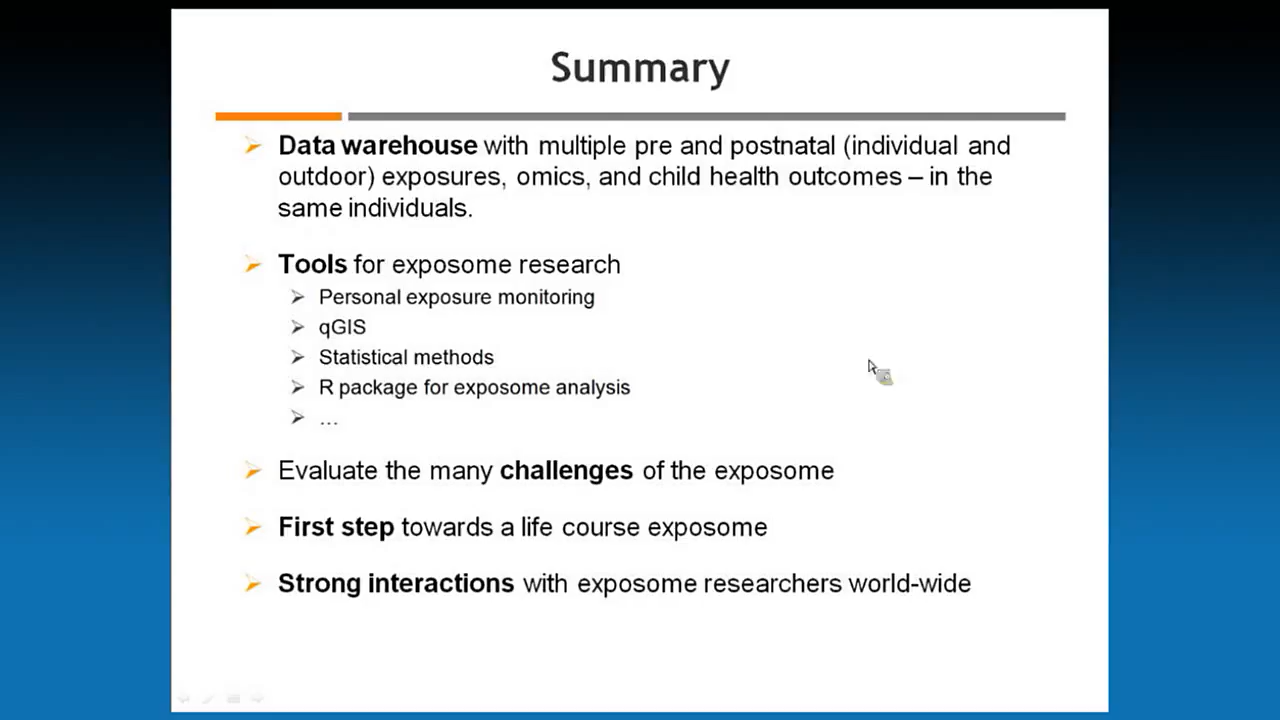 Summary
Data warehouse with multiple pre and postnatal (individual and
outdoor) exposures, omics, and child health outcomes – in the
same individuals.
Tools for exposome research
Personal exposure monitoring
qGIS
Statistical methods
R package for exposome analysis
...
Evaluate the many challenges of the exposome
First step towards a life course exposome
Strong interactions with exposome researchers world-wide